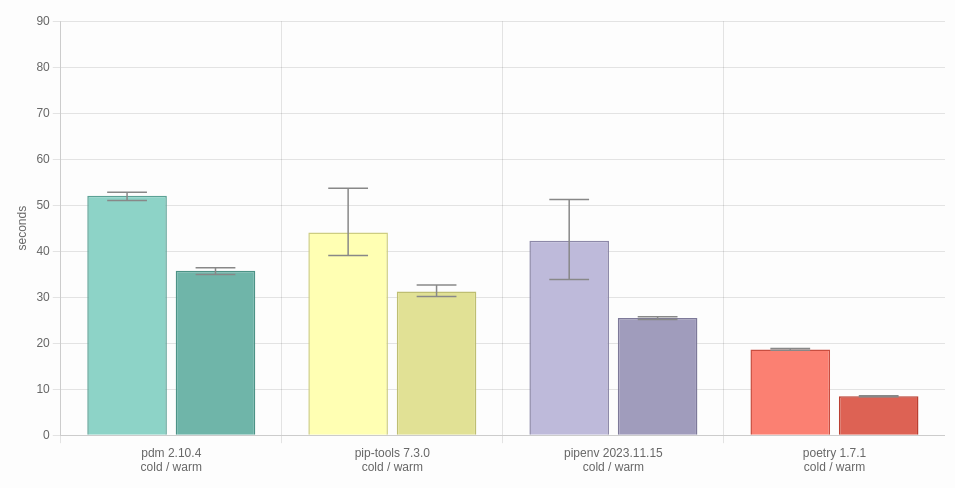 90
80
70
60
50
40
30
20
10
0
seconds
pdm 2.10.4
cold / warm
pip-tools 7.3.0
cold / warm
pipenv 2023.11.15
cold / warm
poetry 1.7.1
cold / warm